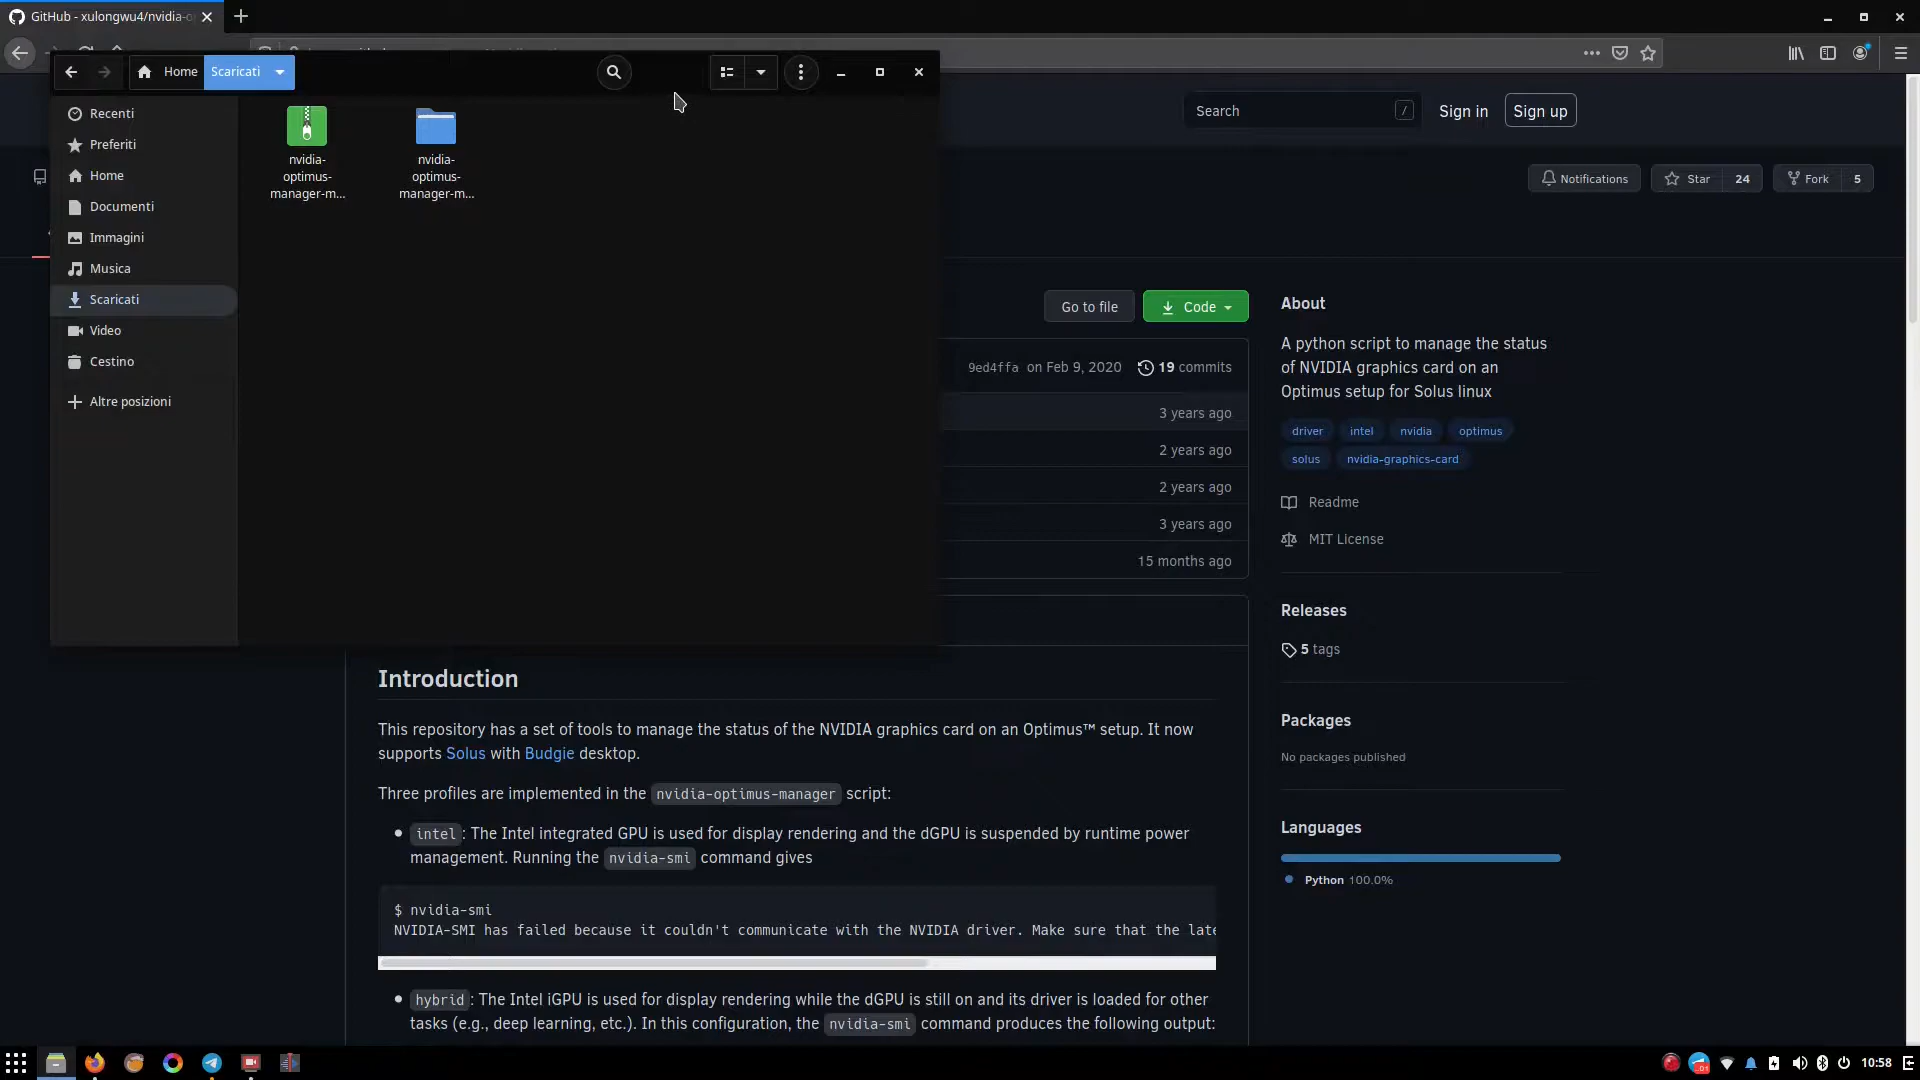 GitHub - xulongwu4/nvidia-o
Home
Scaricati
Recenti
Preferiti
Home
Documenti
Immagini
Musica
Scaricati
Video
Cestino
Altre posizioni
nvidia-
optimus-
manager-m...
nvidia-
optimus-
manager-m...
Search
/
Sign in
Sign up
Notifications
Star 24
Fork 5
Go to file
Code
9ed4ffa on Feb 9, 2020
19 commits
3 years ago
2 years ago
2 years ago
3 years ago
15 months ago
About
A python script to manage the status
of NVIDIA graphics card on an
Optimus setup for Solus linux
driver intel nvidia optimus
solus nvidia-graphics-card
Readme
MIT License
Releases
5 tags
Packages
No packages published
Languages
Python 100.0%
Introduction
This repository has a set of tools to manage the status of the NVIDIA graphics card on an Optimus™ setup. It now
supports Solus with Budgie desktop.
Three profiles are implemented in the nvidia-optimus-manager script:
intel: The Intel integrated GPU is used for display rendering and the dGPU is suspended by runtime power
management. Running the nvidia-smi command gives
$ nvidia-smi
NVIDIA-SMI has failed because it couldn't communicate with the NVIDIA driver. Make sure that the late
hybrid: The Intel iGPU is used for display rendering while the dGPU is still on and its driver is loaded for other
tasks (e.g., deep learning, etc.). In this configuration, the nvidia-smi command produces the following output:
10:58